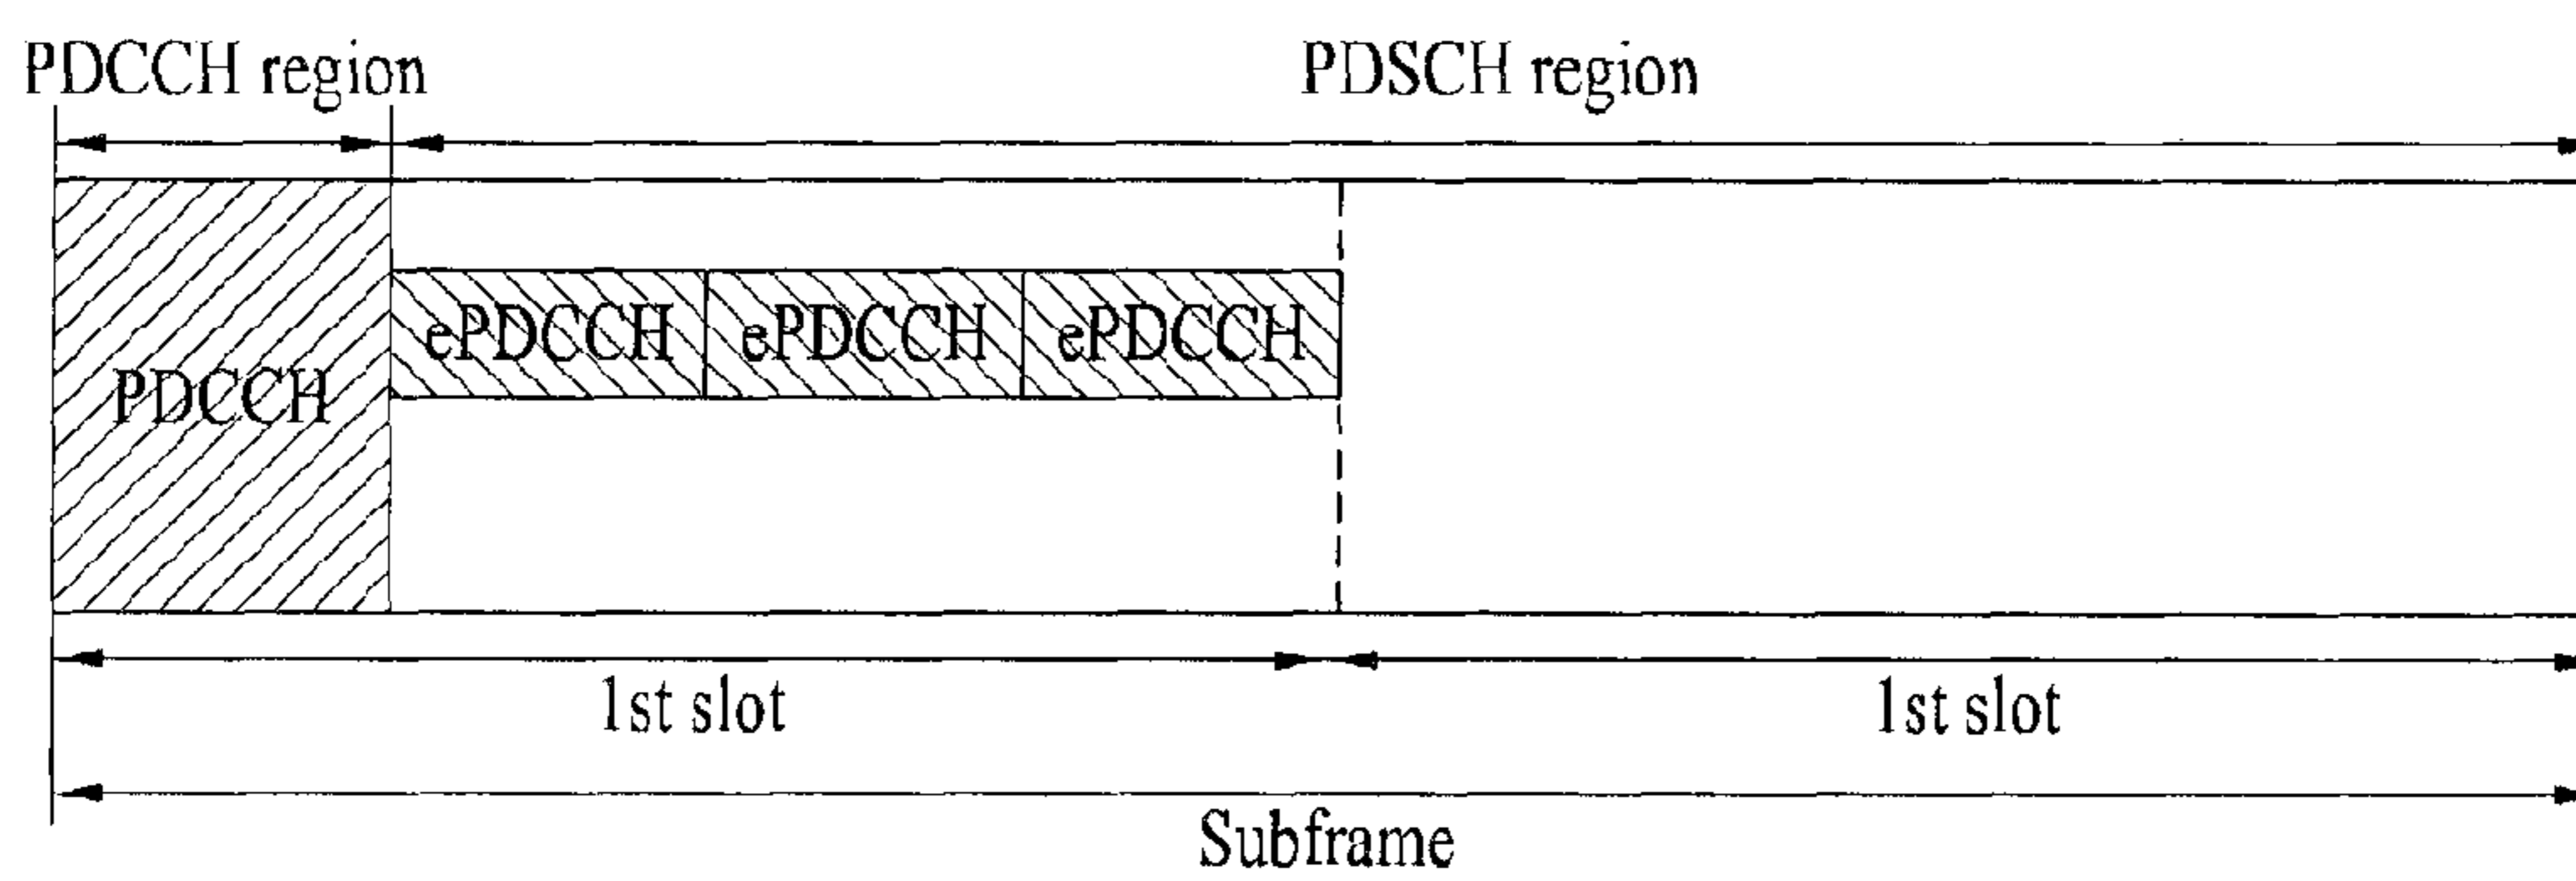 PDCCH region
PDSCH region
ePDCCH ePDCCH ePDCCH
PDCCH
1st slot
1st slot
Subframe